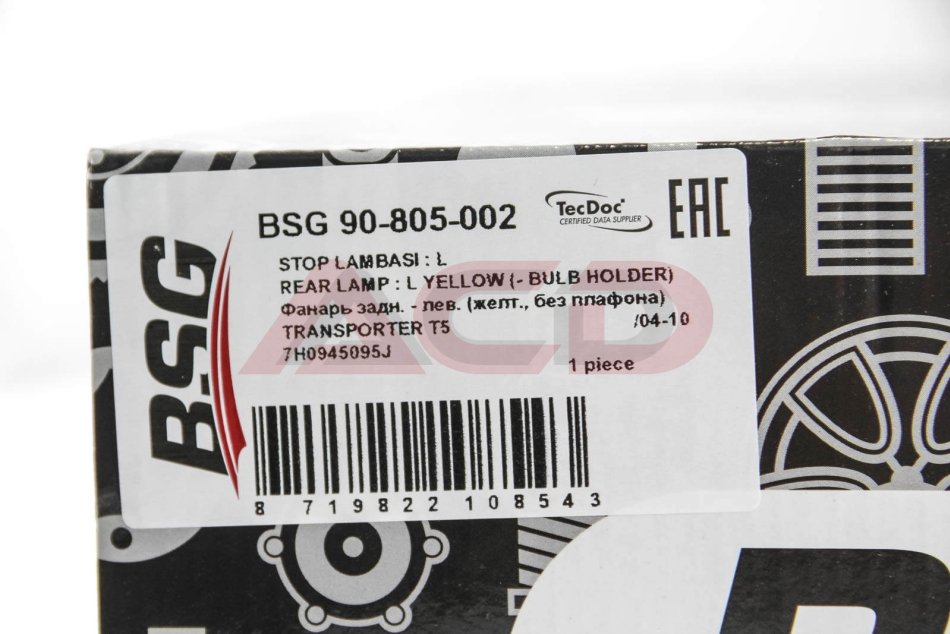 BSG 90-805-002
TecDoc
CERTIFIED DATA SUPPLIER
EAC
BSG
STOP LAMBASI : L
REAR LAMP : L YELLOW (- BULB HOLDER)
Фанарь задн. - лев. (желт., без плафона)
TRANSPORTER T5 /04-10
7H0945095J
1 piece
ACD
8 719822 108543